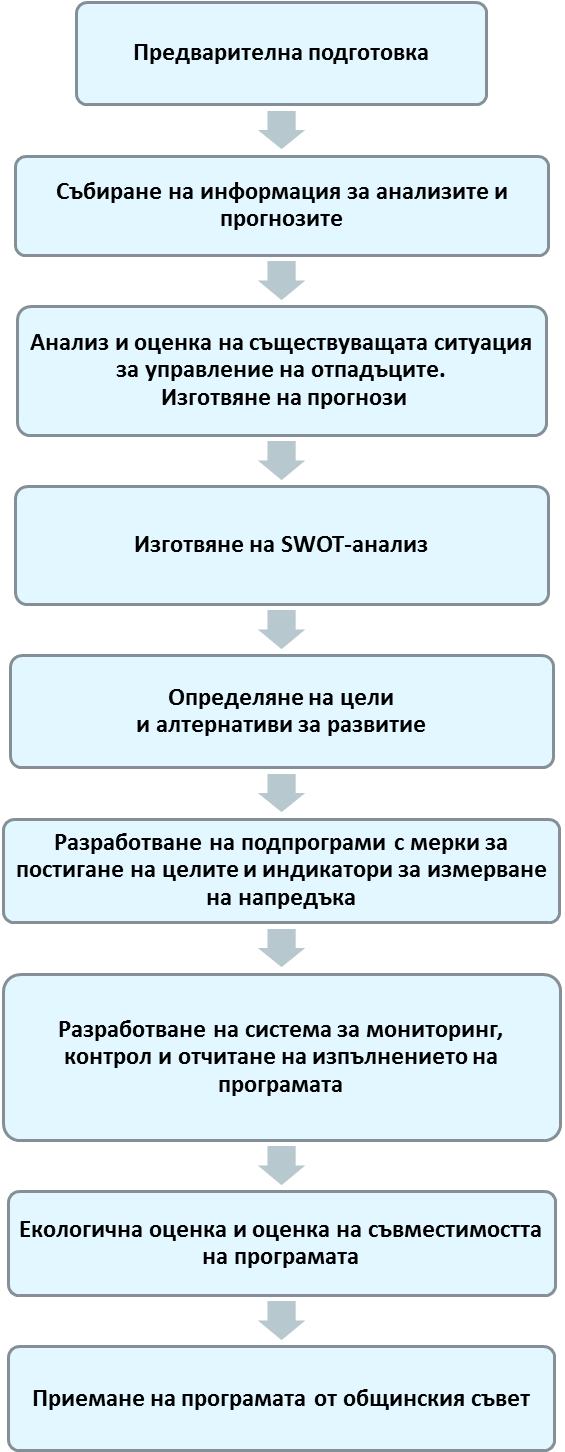 Предварителна подготовка
Събиране на информация за анализите и
прогнозите
Анализ и оценка на съществуващата ситуация
за управление на отпадъците.
Изготвяне на прогнози
Изготвяне на SWOT-анализ
Определяне на цели
и алтернативи за развитие
Разработване на подпрограми с мерки за
постигане на целите и индикатори за измерване
на напредъка
Разработване на система за мониторинг,
контрол и отчитане на изпълнението на
програмата
Екологична оценка и оценка на съвместимостта
на програмата
Приемане на програмата от общинския съвет